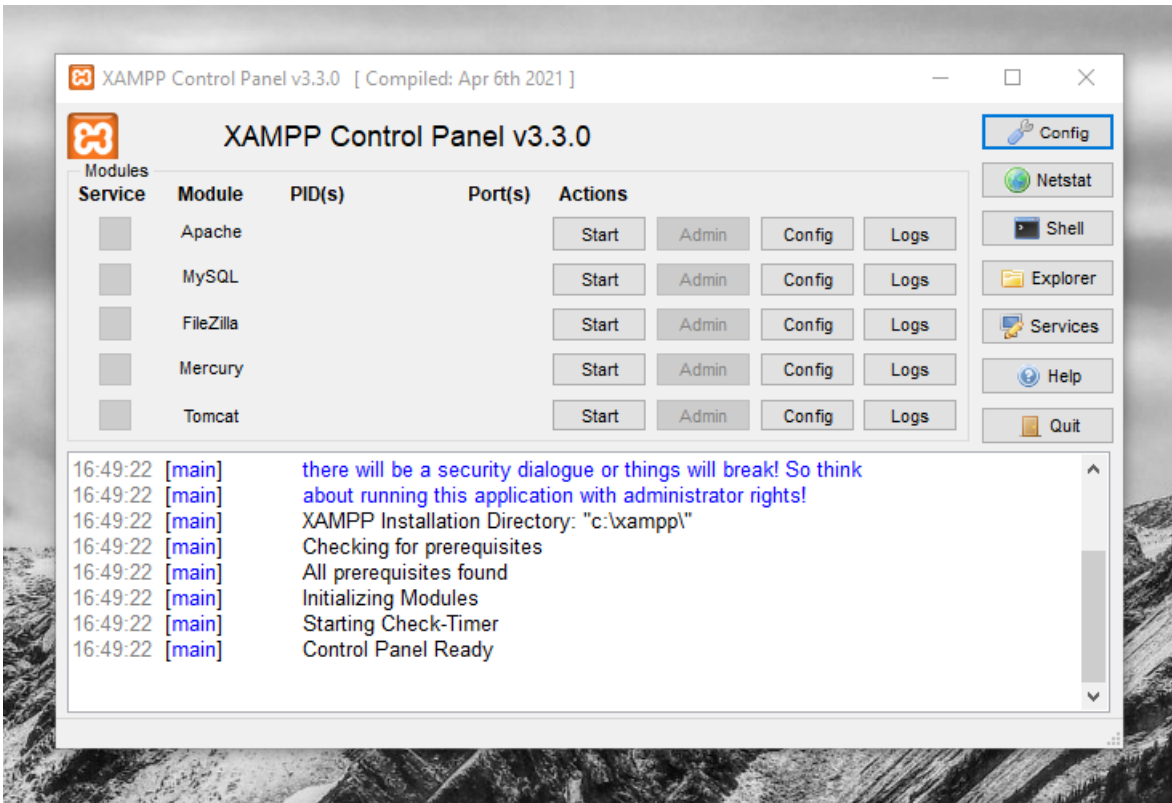 XAMPP Control Panel v3.3.0 [ Compiled: Apr 6th 2021 ]
XAMPP Control Panel v3.3.0
Config
Modules
Netstat
Service Module PID(s) Port(s) Actions
Apache Start Admin Config Logs
Shell
MySQL Start Admin Config Logs
Explorer
FileZilla Start Admin Config Logs
Services
Mercury Start Admin Config Logs
Help
Tomcat Start Admin Config Logs
Quit
16:49:22 [main] there will be a security dialogue or things will break! So think
16:49:22 [main] about running this application with administrator rights!
16:49:22 [main] XAMPP Installation Directory: "c:\xampp\"
16:49:22 [main] Checking for prerequisites
16:49:22 [main] All prerequisites found
16:49:22 [main] Initializing Modules
16:49:22 [main] Starting Check-Timer
16:49:22 [main] Control Panel Ready